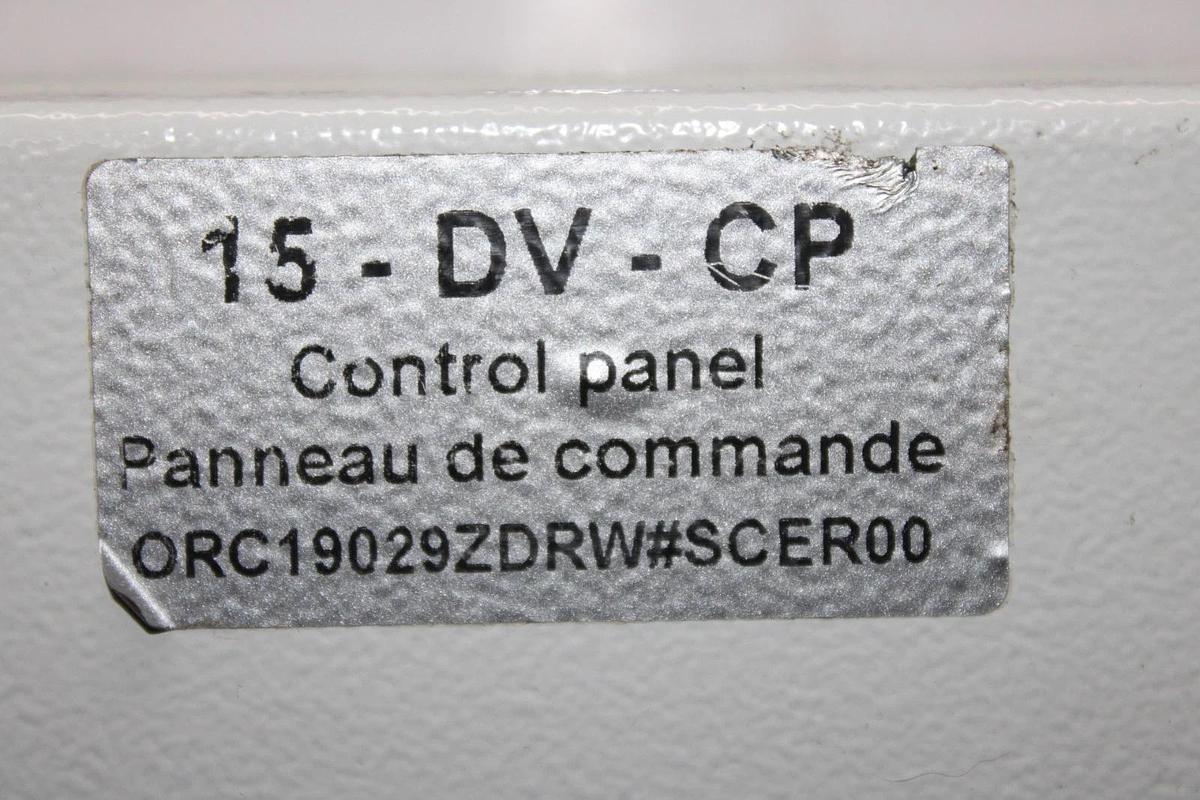 15 - DV - CP
Control panel
Panneau de commande
ORC19029ZDRW#SCER00